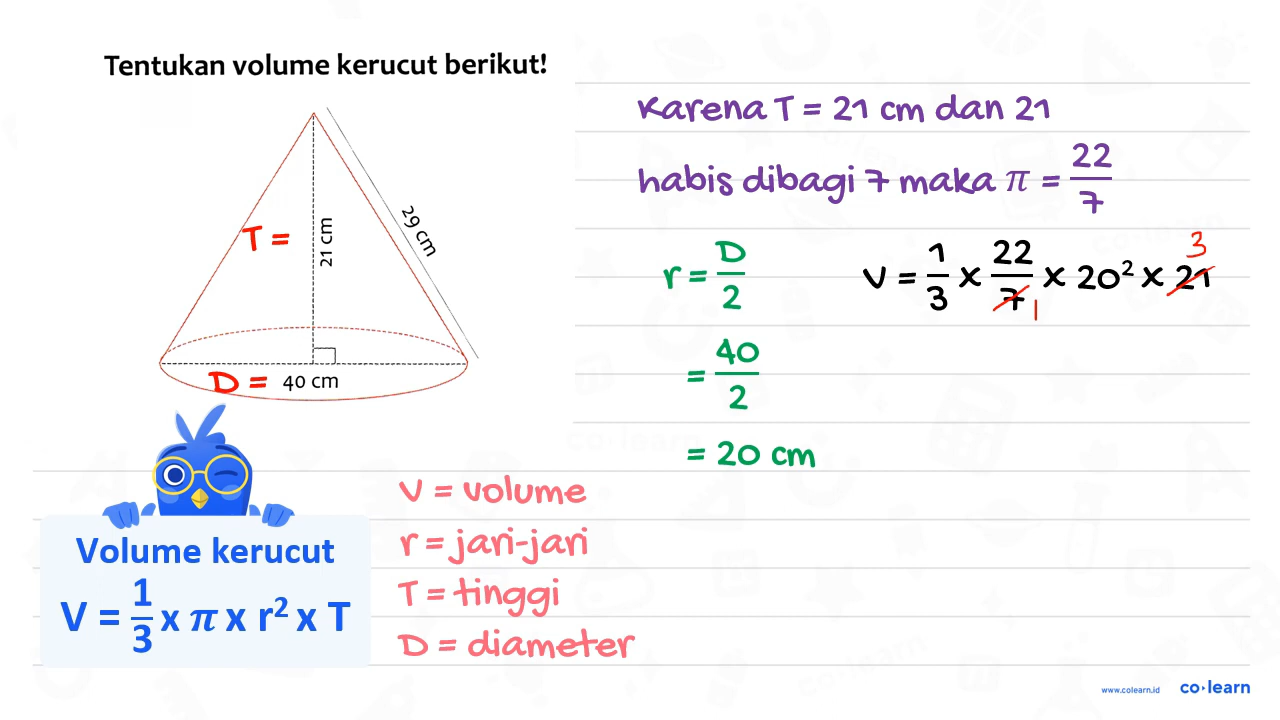 Tentukan volume kerucut berikut!
T =
21 cm
29 cm
D = 40 cm
Volume kerucut
V = 1/3 x π x r² x T
V = volume
r = jari-jari
T = tinggi
D = diameter
Karena T = 21 cm dan 21
habis dibagi 7 maka π = 22/7
r = D/2
= 40/2
= 20 cm
V = 1/3 x 22/7 x 20² x 21
3
1
www.colearn.id
co learn